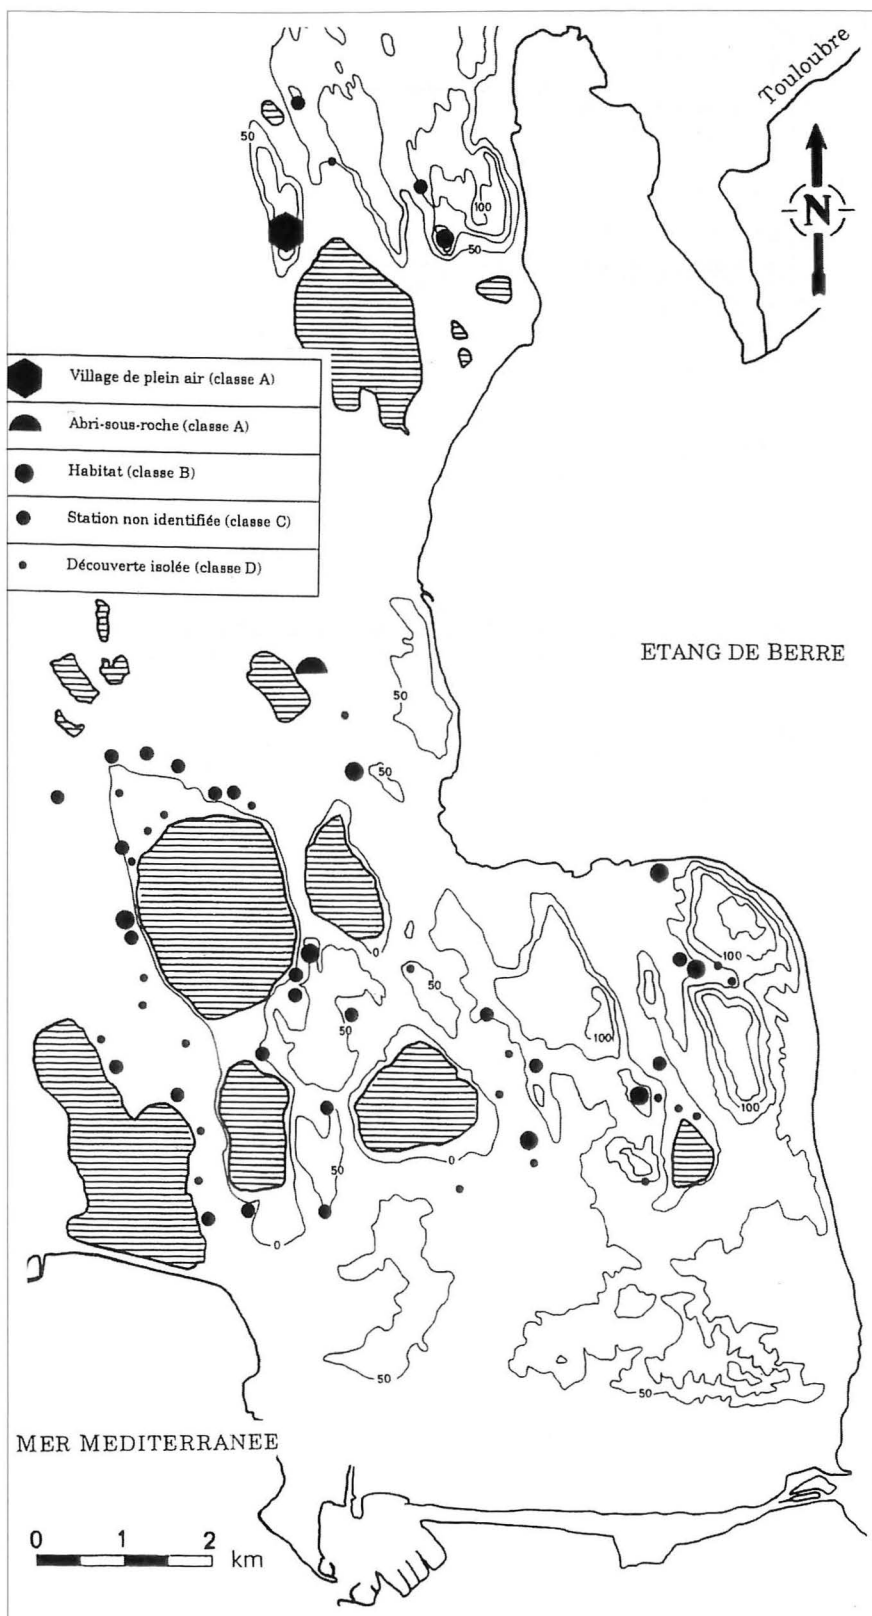 Touloubre
50
100
50
N
Village de plein air (classe A)
Abri-sous-roche (classe A)
Habitat (classe B)
Station non identifiée (classe C)
Découverte isolée (classe D)
ETANG DE BERRE
50
50
100
0
50
50
100
100
0
50
0
50
50
MER MEDITERRANEE
0 1 2
km